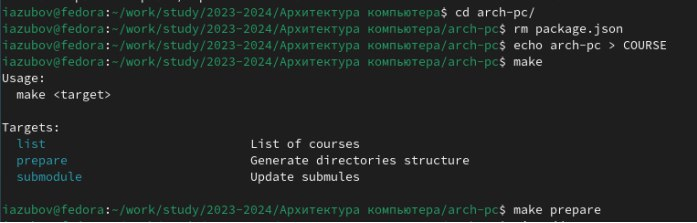 iazubov@fedora:~/work/study/2023-2024/Архитектура компьютера$ cd arch-pc/
iazubov@fedora:~/work/study/2023-2024/Архитектура компьютера/arch-pc$ rm package.json
iazubov@fedora:~/work/study/2023-2024/Архитектура компьютера/arch-pc$ echo arch-pc > COURSE
iazubov@fedora:~/work/study/2023-2024/Архитектура компьютера/arch-pc$ make
Usage:
  make <target>

Targets:
  list                          List of courses
  prepare                       Generate directories structure
  submodule                     Update submules

iazubov@fedora:~/work/study/2023-2024/Архитектура компьютера/arch-pc$ make prepare